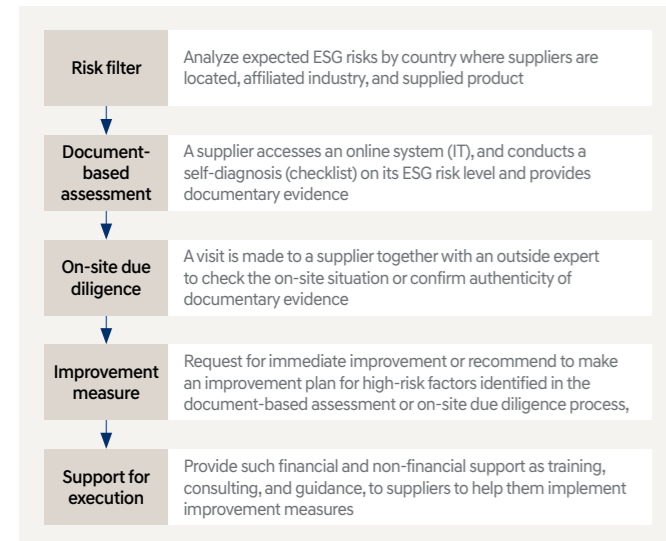 Risk filter
Analyze expected ESG risks by country where suppliers are
located, affiliated industry, and supplied product
Document-
based
assessment
A supplier accesses an online system (IT), and conducts a
self-diagnosis (checklist) on its ESG risk level and provides
documentary evidence
On-site due
diligence
A visit is made to a supplier together with an outside expert
to check the on-site situation or confirm authenticity of
documentary evidence
Improvement
measure
Request for immediate improvement or recommend to make
an improvement plan for high-risk factors identified in the
document-based assessment or on-site due diligence process,
Support for
execution
Provide such financial and non-financial support as training,
consulting, and guidance, to suppliers to help them implement
improvement measures